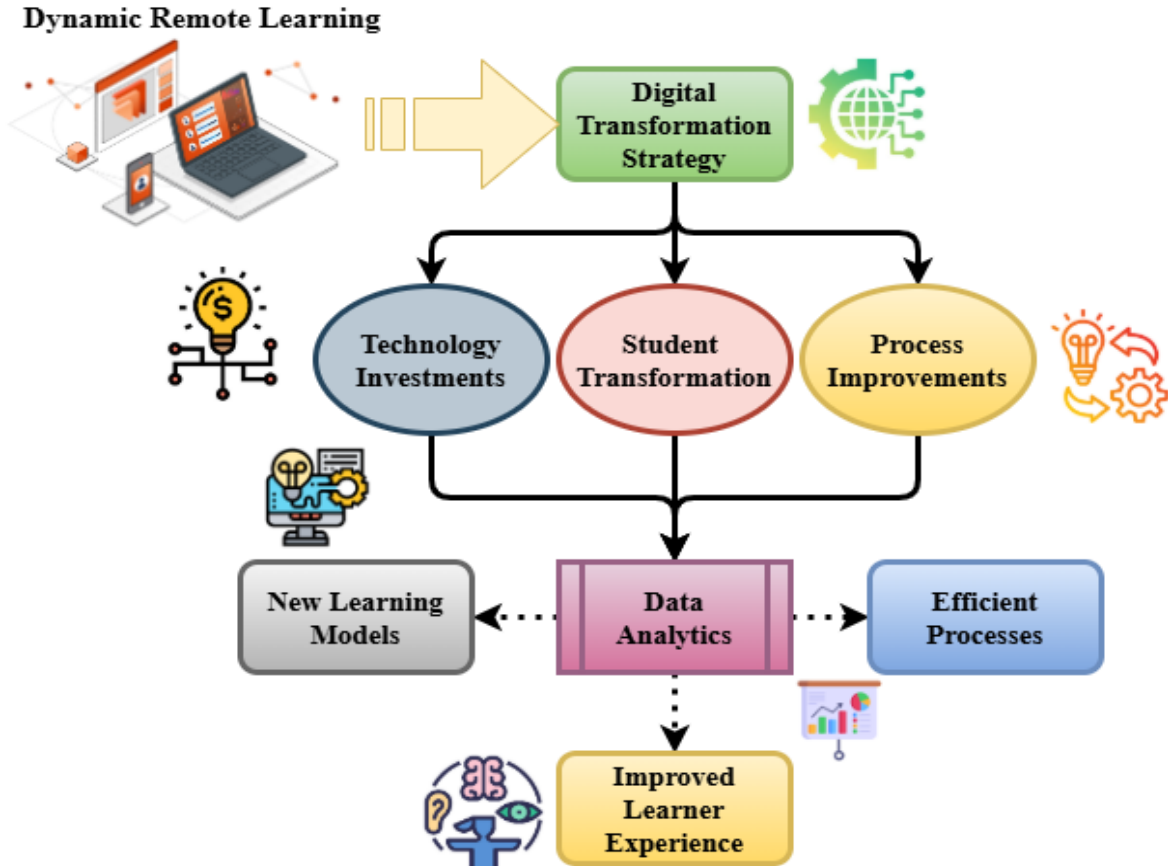 Dynamic Remote Learning
Digital
Transformation
Strategy
$
Technology
Investments
Student
Transformation
Process
Improvements
New Learning
Models
Data
Analytics
Efficient
Processes
Improved
Learner
Experience